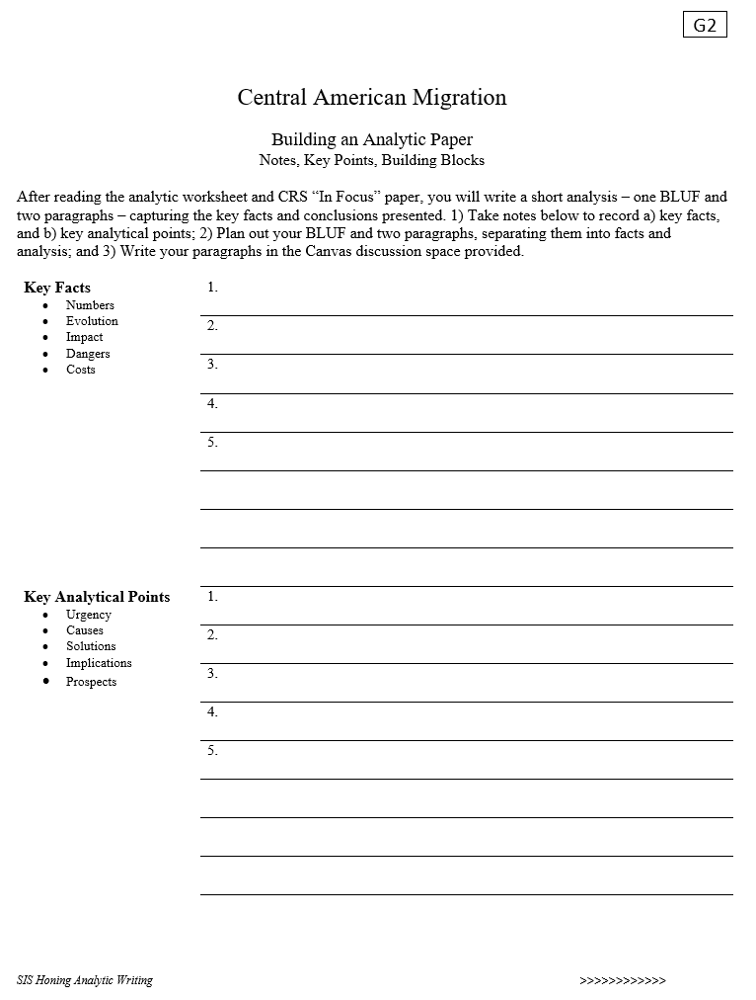 G2
Central American Migration
Building an Analytic Paper
Notes, Key Points, Building Blocks
After reading the analytic worksheet and CRS “In Focus” paper, you will write a short analysis – one BLUF and
two paragraphs – capturing the key facts and conclusions presented. 1) Take notes below to record a) key facts,
and b) key analytical points; 2) Plan out your BLUF and two paragraphs, separating them into facts and
analysis; and 3) Write your paragraphs in the Canvas discussion space provided.
Key Facts
• Numbers
• Evolution
• Impact
• Dangers
• Costs
1.
2.
3.
4.
5.
Key Analytical Points
• Urgency
• Causes
• Solutions
• Implications
• Prospects
1.
2.
3.
4.
5.
SIS Honing Analytic Writing
>>>>>>>>>>>>